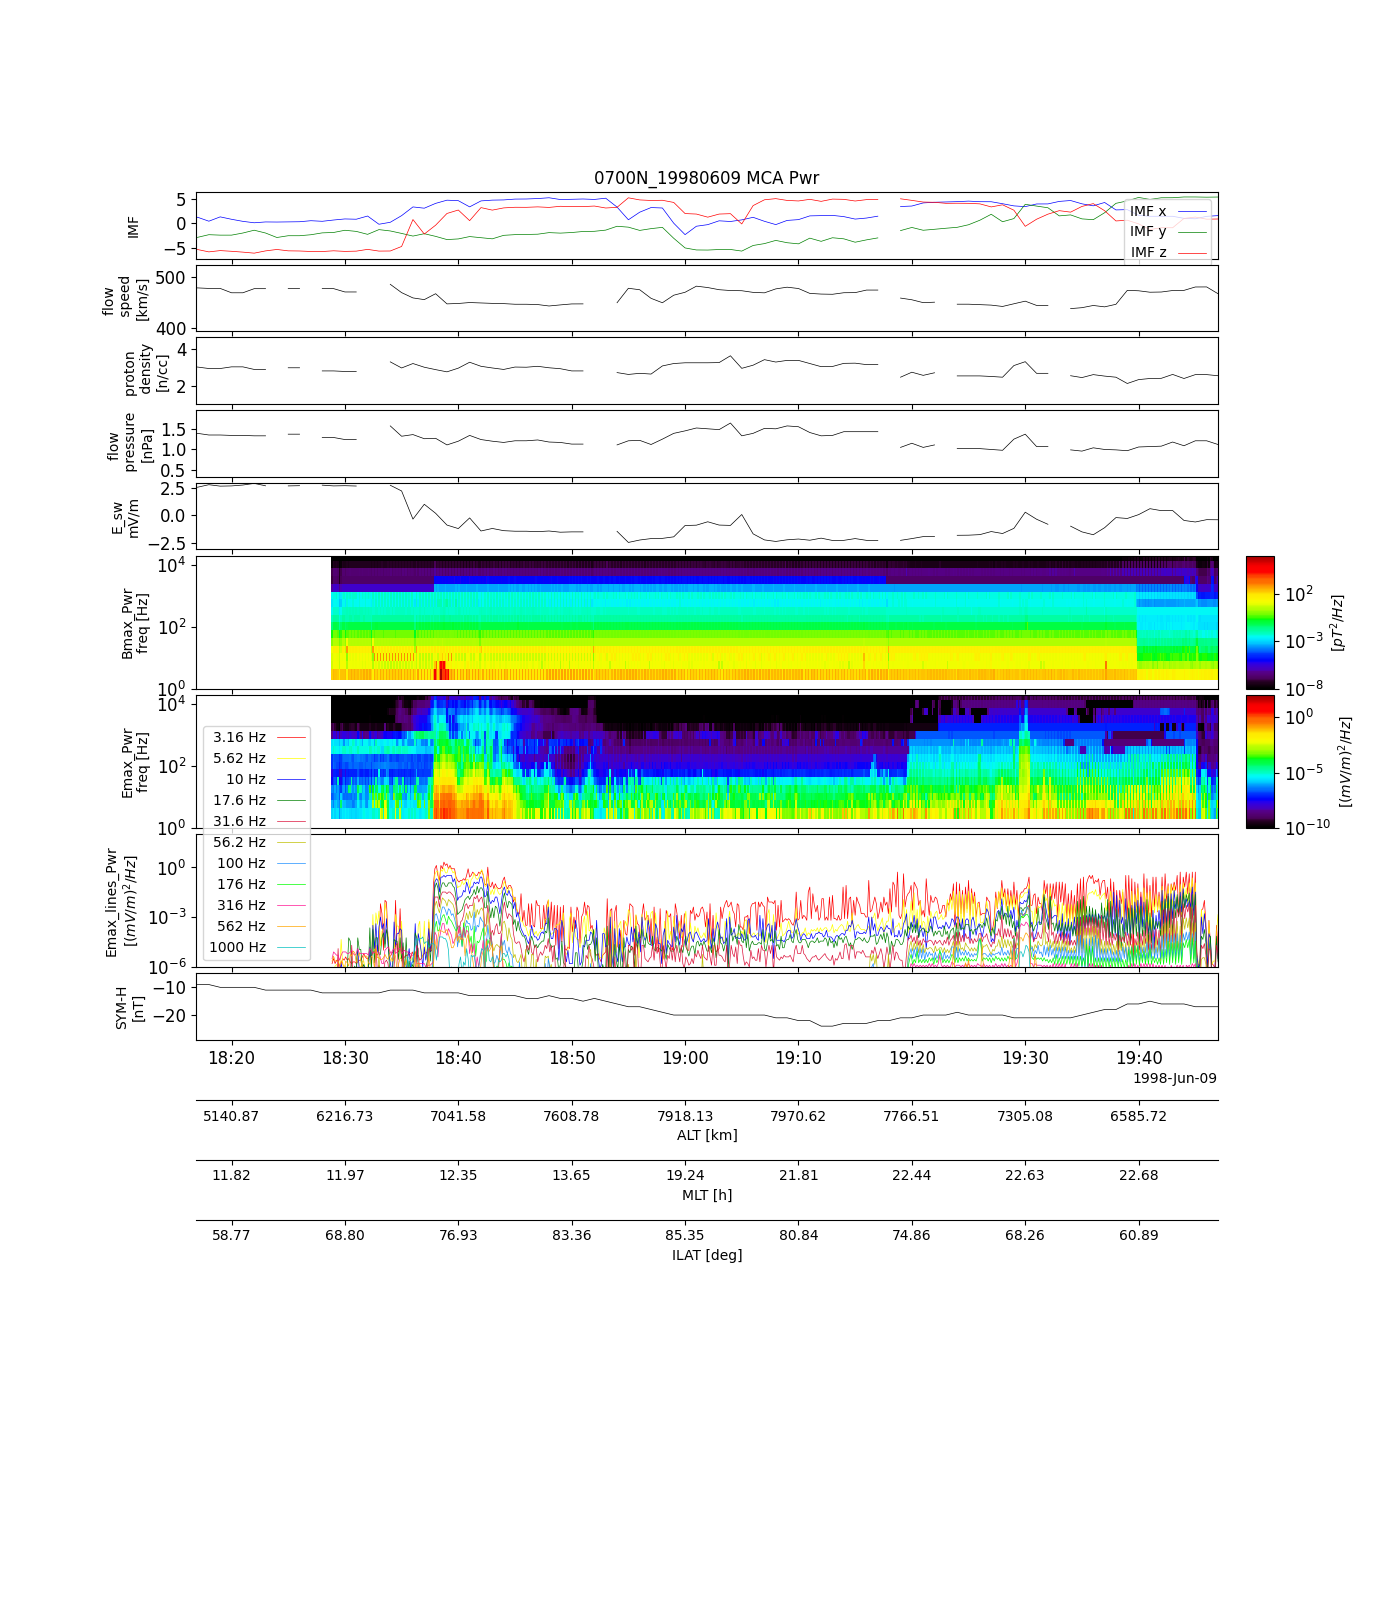 0700N_19980609 MCA Pwr
IMF
5
0
−5
IMF x
IMF y
IMF z
flow
speed
[km/s]
500
400
proton
density
[n/cc]
4
2
flow
pressure
[nPa]
1.5
1.0
0.5
E_sw
mV/m
2.5
0.0
−2.5
Bmax_Pwr
freq [Hz]
10^4
10^2
10^0
10^2
10^−3
10^−8
[pT^2/Hz]
Emax_Pwr
freq [Hz]
10^4
10^2
10^0
10^0
10^−5
10^−10
[(mV/m)^2/Hz]
3.16 Hz
5.62 Hz
10 Hz
17.6 Hz
31.6 Hz
56.2 Hz
100 Hz
176 Hz
316 Hz
562 Hz
1000 Hz
Emax_lines_Pwr
[(mV/m)^2/Hz]
10^0
10^−3
10^−6
SYM-H
[nT]
−10
−20
18:20 18:30 18:40 18:50 19:00 19:10 19:20 19:30 19:40
1998-Jun-09
5140.87 6216.73 7041.58 7608.78 7918.13 7970.62 7766.51 7305.08 6585.72
ALT [km]
11.82 11.97 12.35 13.65 19.24 21.81 22.44 22.63 22.68
MLT [h]
58.77 68.80 76.93 83.36 85.35 80.84 74.86 68.26 60.89
ILAT [deg]